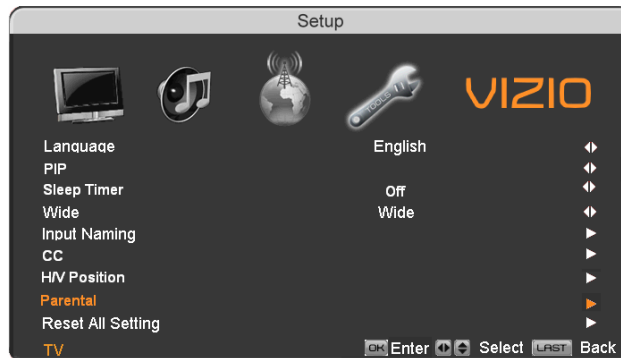 Setup
TOOLS
VIZIO
Language English
PIP
Sleep Timer Off
Wide Wide
Input Naming
CC
H/V Position
Parental
Reset All Setting
TV OK Enter Select LAST Back